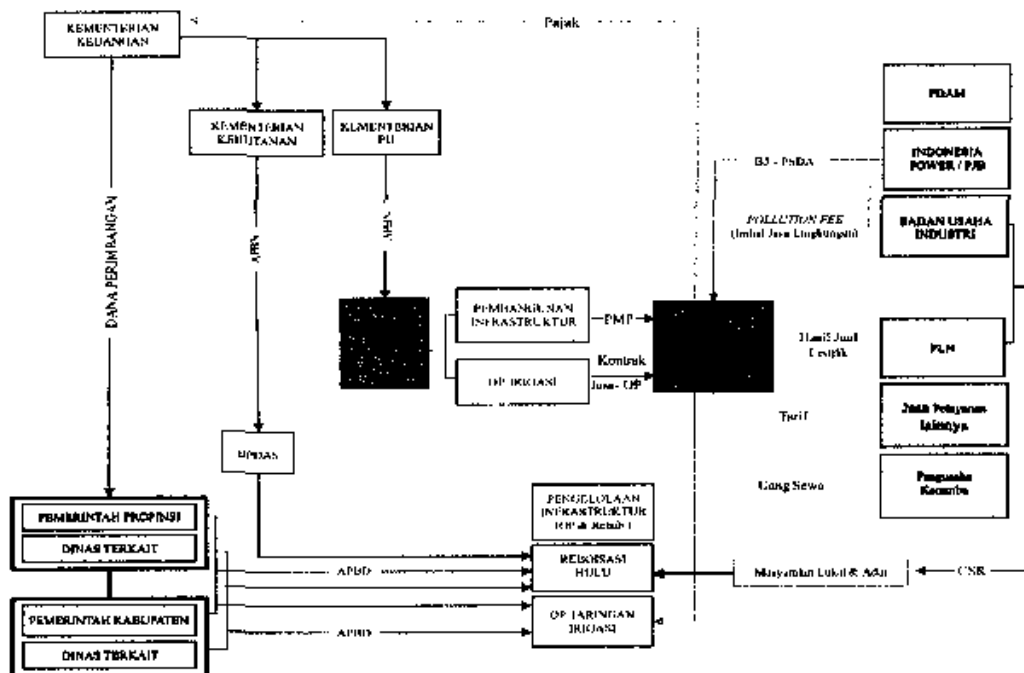 KEMENTERIAN
KEUANGAN
Pajak
KEMENTERIAN
KEHUTANAN
KEMENTERIAN
PU
PDAM
INDONESIA
POWER / PJB
BJ - PSDA
POLLUTION FEE
(Imbal Jasa Lingkungan)
BADAN USAHA
INDUSTRI
DANA PERIMBANGAN
APBN
APBN
PEMBANGUNAN
INFRASTRUKTUR
PMP
OP IRIGASI
Kontrak
Jasa - OP
Listrik
PLN
Tarif
Jasa Pelayanan
Lainnya
Uang Sewa
Pengusaha
Karamba
BPDAS
PEMERINTAH PROPINSI
DINAS TERKAIT
PENGELOLAAN
INFRASTRUKTUR
REBOISASI
HULU
APBD
Masyarakat Lokal & Adat
CSR
PEMERINTAH KABUPATEN
DINAS TERKAIT
APBD
OP JARINGAN
IRIGASI